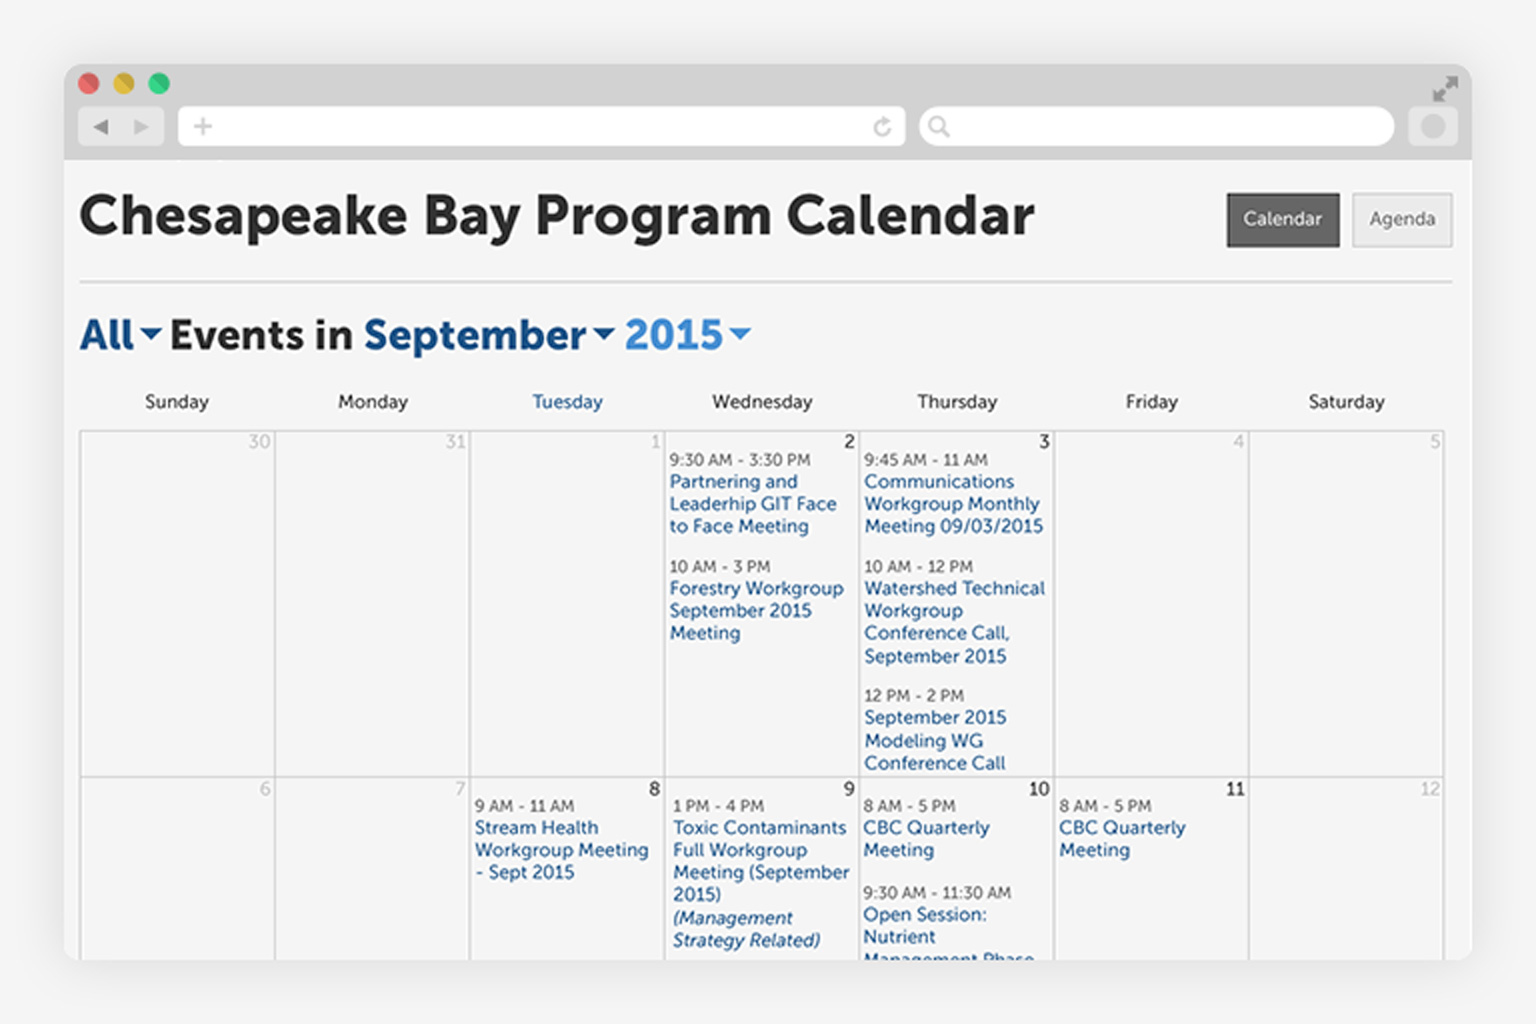 Chesapeake Bay Program Calendar
Calendar
Agenda
All Events in September 2015
Sunday
Monday
Tuesday
Wednesday
Thursday
Friday
Saturday
30
31
1
2
9:30 AM - 3:30 PM
Partnering and
Leaderhip GIT Face
to Face Meeting
10 AM - 3 PM
Forestry Workgroup
September 2015
Meeting
3
9:45 AM - 11 AM
Communications
Workgroup Monthly
Meeting 09/03/2015
10 AM - 12 PM
Watershed Technical
Workgroup
Conference Call,
September 2015
12 PM - 2 PM
September 2015
Modeling WG
Conference Call
4
5
6
7
8
9 AM - 11 AM
Stream Health
Workgroup Meeting
- Sept 2015
9
1 PM - 4 PM
Toxic Contaminants
Full Workgroup
Meeting (September
2015)
(Management
Strategy Related)
10
8 AM - 5 PM
CBC Quarterly
Meeting
9:30 AM - 11:30 AM
Open Session:
Nutrient
Management Phase
11
8 AM - 5 PM
CBC Quarterly
Meeting
12